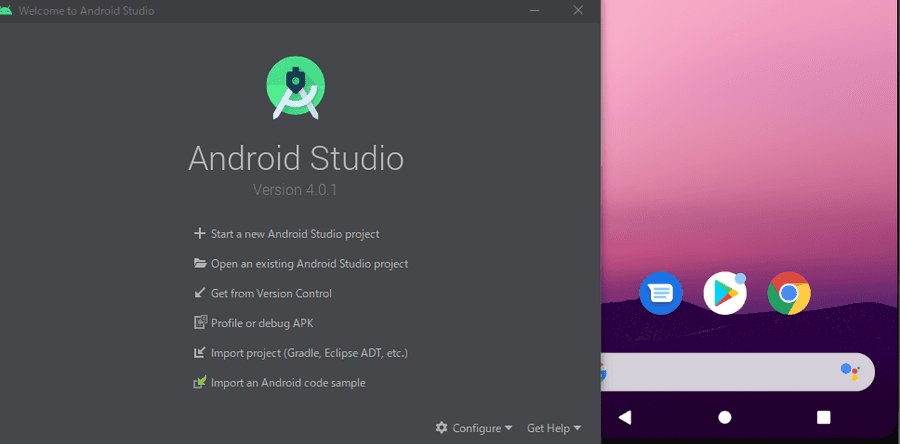 Welcome to Android Studio
Android Studio
Version 4.0.1
Start a new Android Studio project
Open an existing Android Studio project
Get from Version Control
Profile or debug APK
Import project (Gradle, Eclipse ADT, etc.)
Import an Android code sample
Configure
Get Help